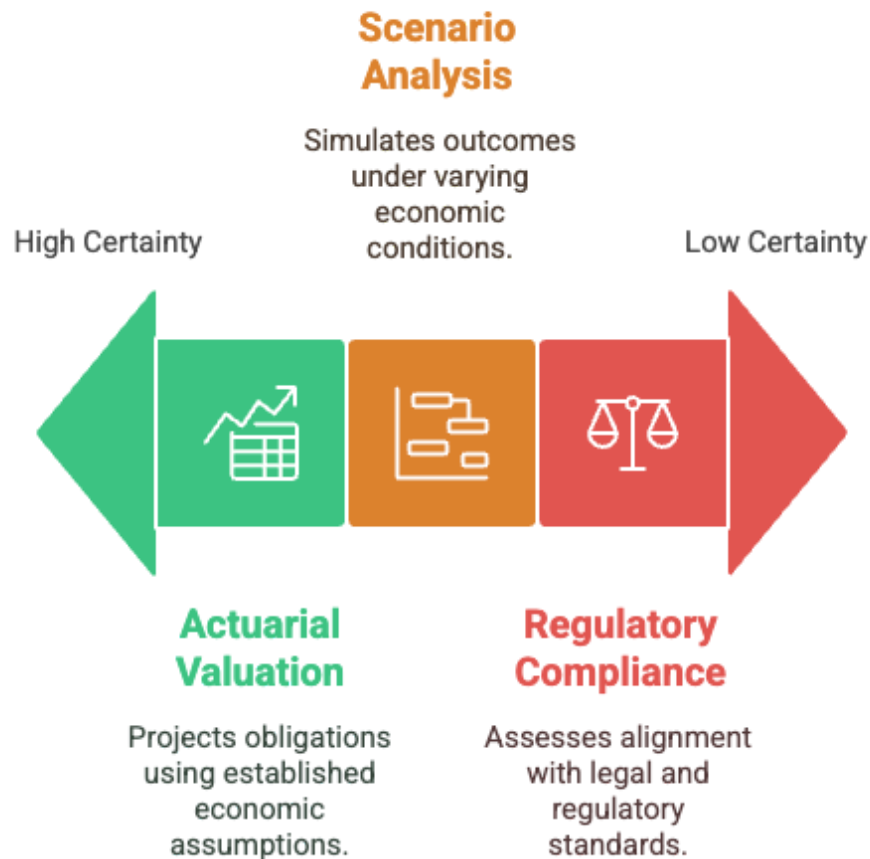 Scenario
Analysis
Simulates outcomes
under varying
economic
conditions.
High Certainty
Low Certainty
Actuarial
Valuation
Projects obligations
using established
economic
assumptions.
Regulatory
Compliance
Assesses alignment
with legal and
regulatory
standards.